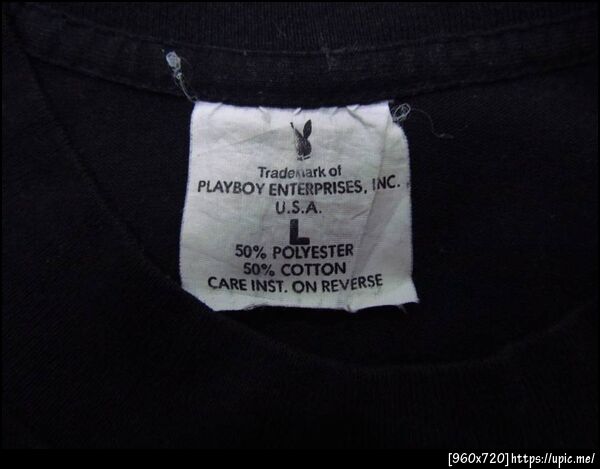 Trademark of
PLAYBOY ENTERPRISES, INC.
U.S.A.
L
50% POLYESTER
50% COTTON
CARE INST. ON REVERSE
[960x720]https://upic.me/